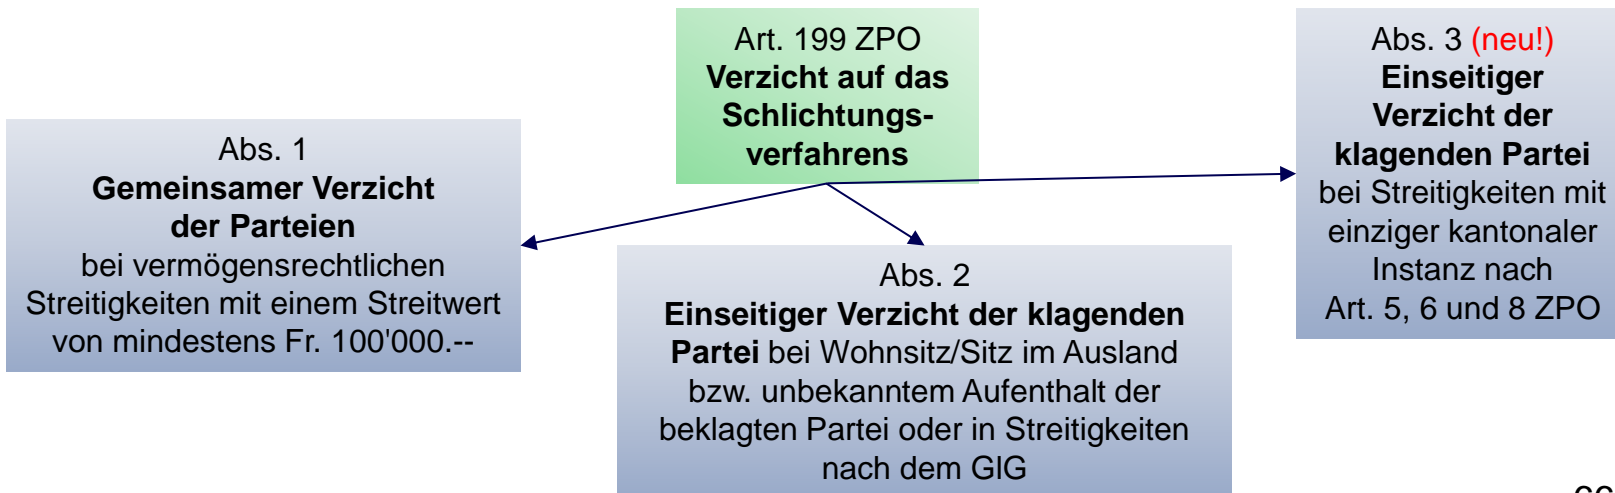 Art. 199 ZPO
Verzicht auf das
Schlichtungs-
verfahrens
Abs. 1
Gemeinsamer Verzicht
der Parteien
bei vermögensrechtlichen
Streitigkeiten mit einem Streitwert
von mindestens Fr. 100'000.--
Abs. 2
Einseitiger Verzicht der klagenden
Partei bei Wohnsitz/Sitz im Ausland
bzw. unbekanntem Aufenthalt der
beklagten Partei oder in Streitigkeiten
nach dem GlG
Abs. 3 (neu!)
Einseitiger
Verzicht der
klagenden Partei
bei Streitigkeiten mit
einziger kantonaler
Instanz nach
Art. 5, 6 und 8 ZPO